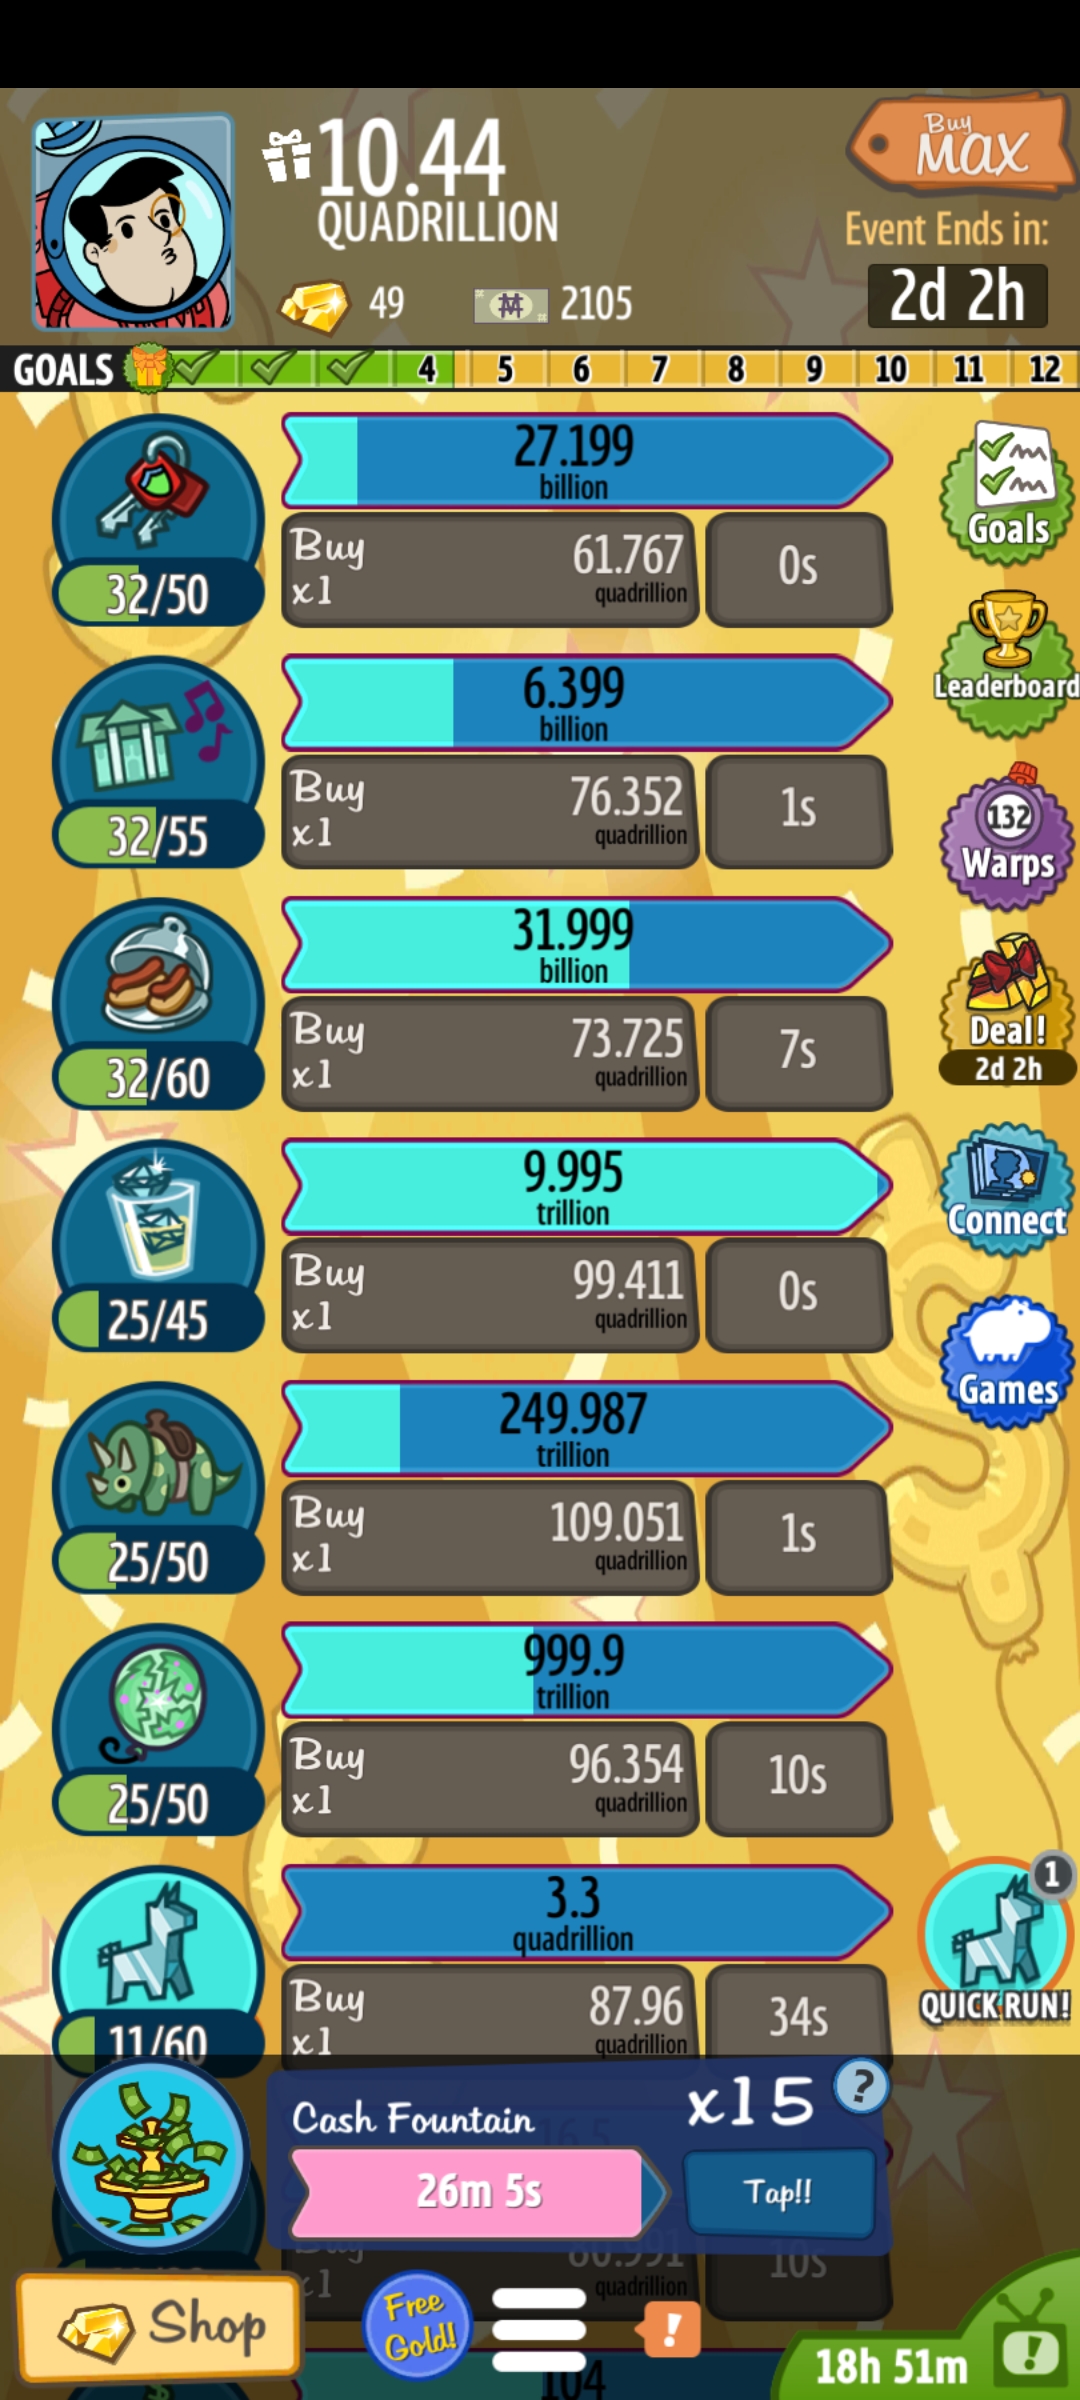 10.44
QUADRILLION
Buy
MAX
Event Ends in:
2d 2h
49
2105
GOALS
4
5
6
7
8
9
10
11
12
27.199
billion
32/50
Buy
x1
61.767
quadrillion
0s
Goals
6.399
billion
32/55
Buy
x1
76.352
quadrillion
1s
Leaderboard
31.999
billion
32/60
Buy
x1
73.725
quadrillion
7s
132
Warps
Deal!
2d 2h
9.995
trillion
25/45
Buy
x1
99.411
quadrillion
0s
Connect
249.987
trillion
25/50
Buy
x1
109.051
quadrillion
1s
Games
999.9
trillion
25/50
Buy
x1
96.354
quadrillion
10s
3.3
quadrillion
11/60
Buy
x1
87.96
quadrillion
34s
1
QUICK RUN!
Cash Fountain
x15
?
26m 5s
Tap!!
16.5
Buy
x1
80.991
quadrillion
10s
Shop
Free
Gold!
!
104
18h 51m
!